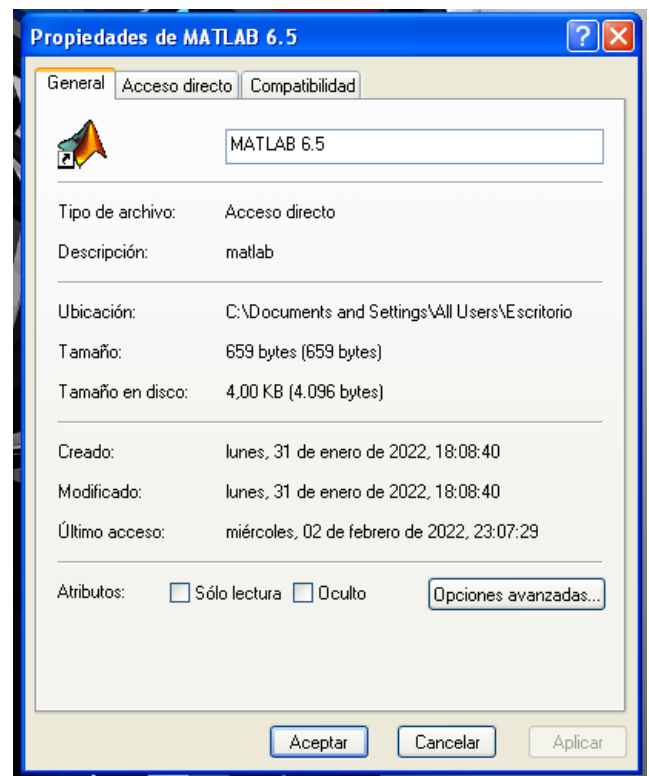 Propiedades de MATLAB 6.5
General Acceso directo Compatibilidad
MATLAB 6.5
Tipo de archivo: Acceso directo
Descripción: matlab
Ubicación: C:\Documents and Settings\All Users\Escritorio
Tamaño: 659 bytes (659 bytes)
Tamaño en disco: 4,00 KB (4.096 bytes)
Creado: lunes, 31 de enero de 2022, 18:08:40
Modificado: lunes, 31 de enero de 2022, 18:08:40
Último acceso: miércoles, 02 de febrero de 2022, 23:07:29
Atributos: Sólo lectura Oculto Opciones avanzadas...
Aceptar Cancelar Aplicar